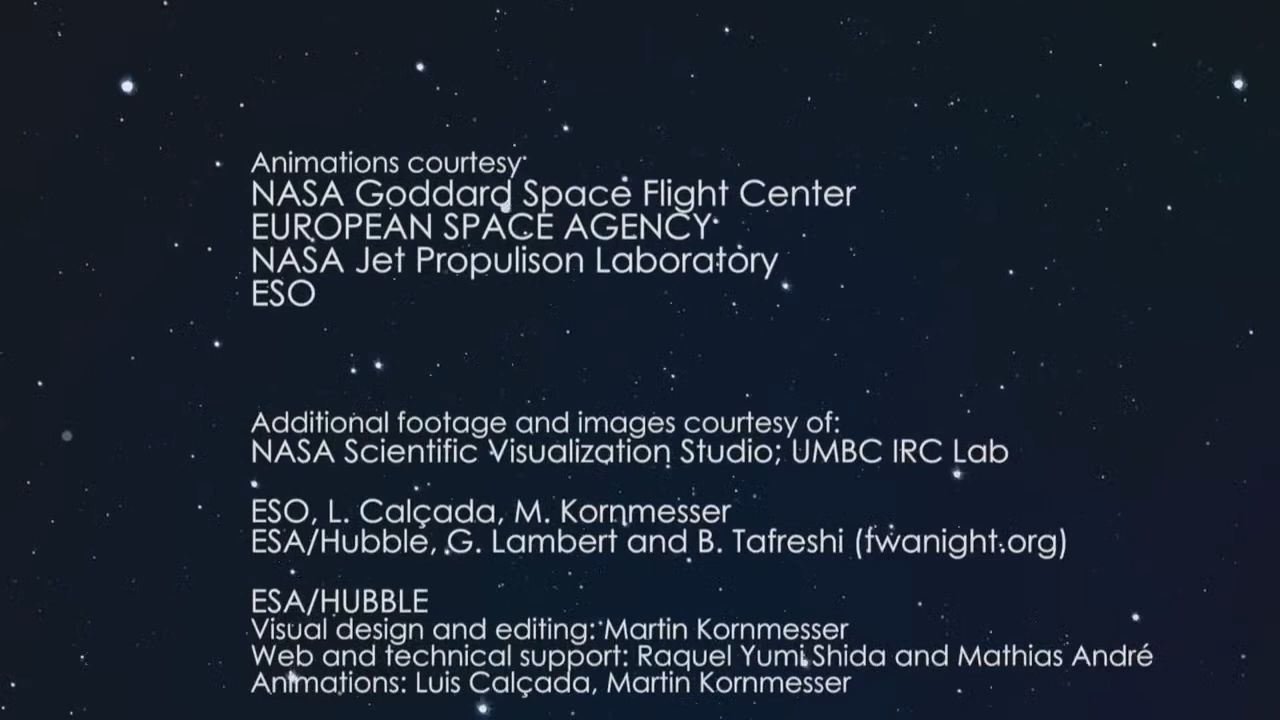 Animations courtesy
NASA Goddard Space Flight Center
EUROPEAN SPACE AGENCY
NASA Jet Propulison Laboratory
ESO
Additional footage and images courtesy of:
NASA Scientific Visualization Studio; UMBC IRC Lab
ESO, L. Calçada, M. Kornmesser
ESA/Hubble, G. Lambert and B. Tafreshi (fwanight.org)
ESA/HUBBLE
Visual design and editing: Martin Kornmesser
Web and technical support: Raquel Yumi Shida and Mathias André
Animations: Luis Calçada, Martin Kornmesser